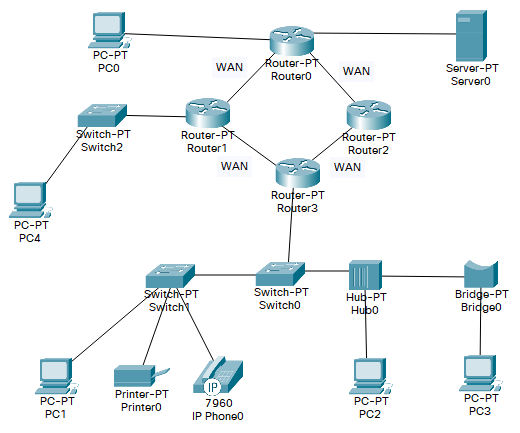 PC-PT
PC0
Router-PT
Router0
Server-PT
Server0
WAN
WAN
Switch-PT
Switch2
Router-PT
Router1
Router-PT
Router2
WAN
WAN
Router-PT
Router3
PC-PT
PC4
Switch-PT
Switch1
Switch-PT
Switch0
Hub-PT
Hub0
Bridge-PT
Bridge0
PC-PT
PC1
Printer-PT
Printer0
IP
7960
IP Phone0
PC-PT
PC2
PC-PT
PC3